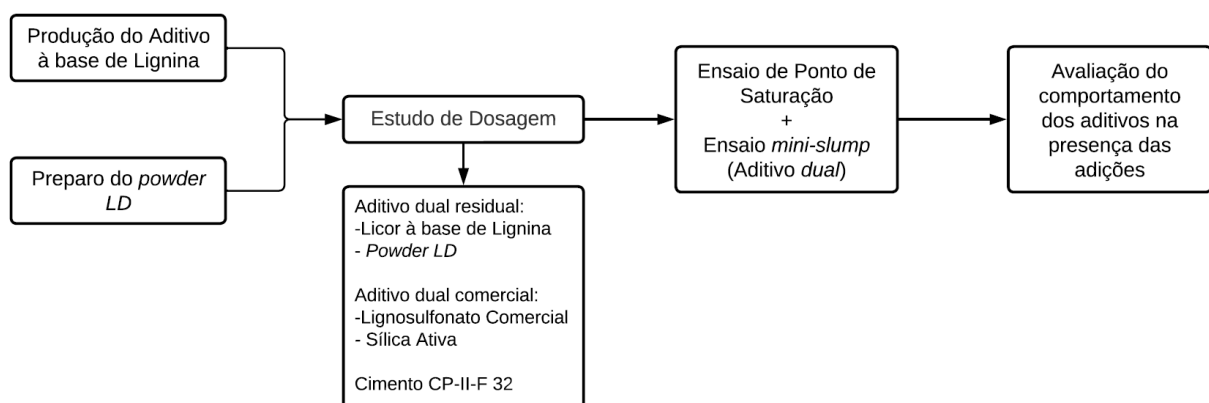 Produção do Aditivo
à base de Lignina
Preparo do powder
LD
Estudo de Dosagem
Aditivo dual residual:
-Licor à base de Lignina
- Powder LD
Aditivo dual comercial:
-Lignosulfonato Comercial
- Sílica Ativa
Cimento CP-II-F 32
Ensaio de Ponto de
Saturação
+
Ensaio mini-slump
(Aditivo dual)
Avaliação do
comportamento
dos aditivos na
presença das
adições